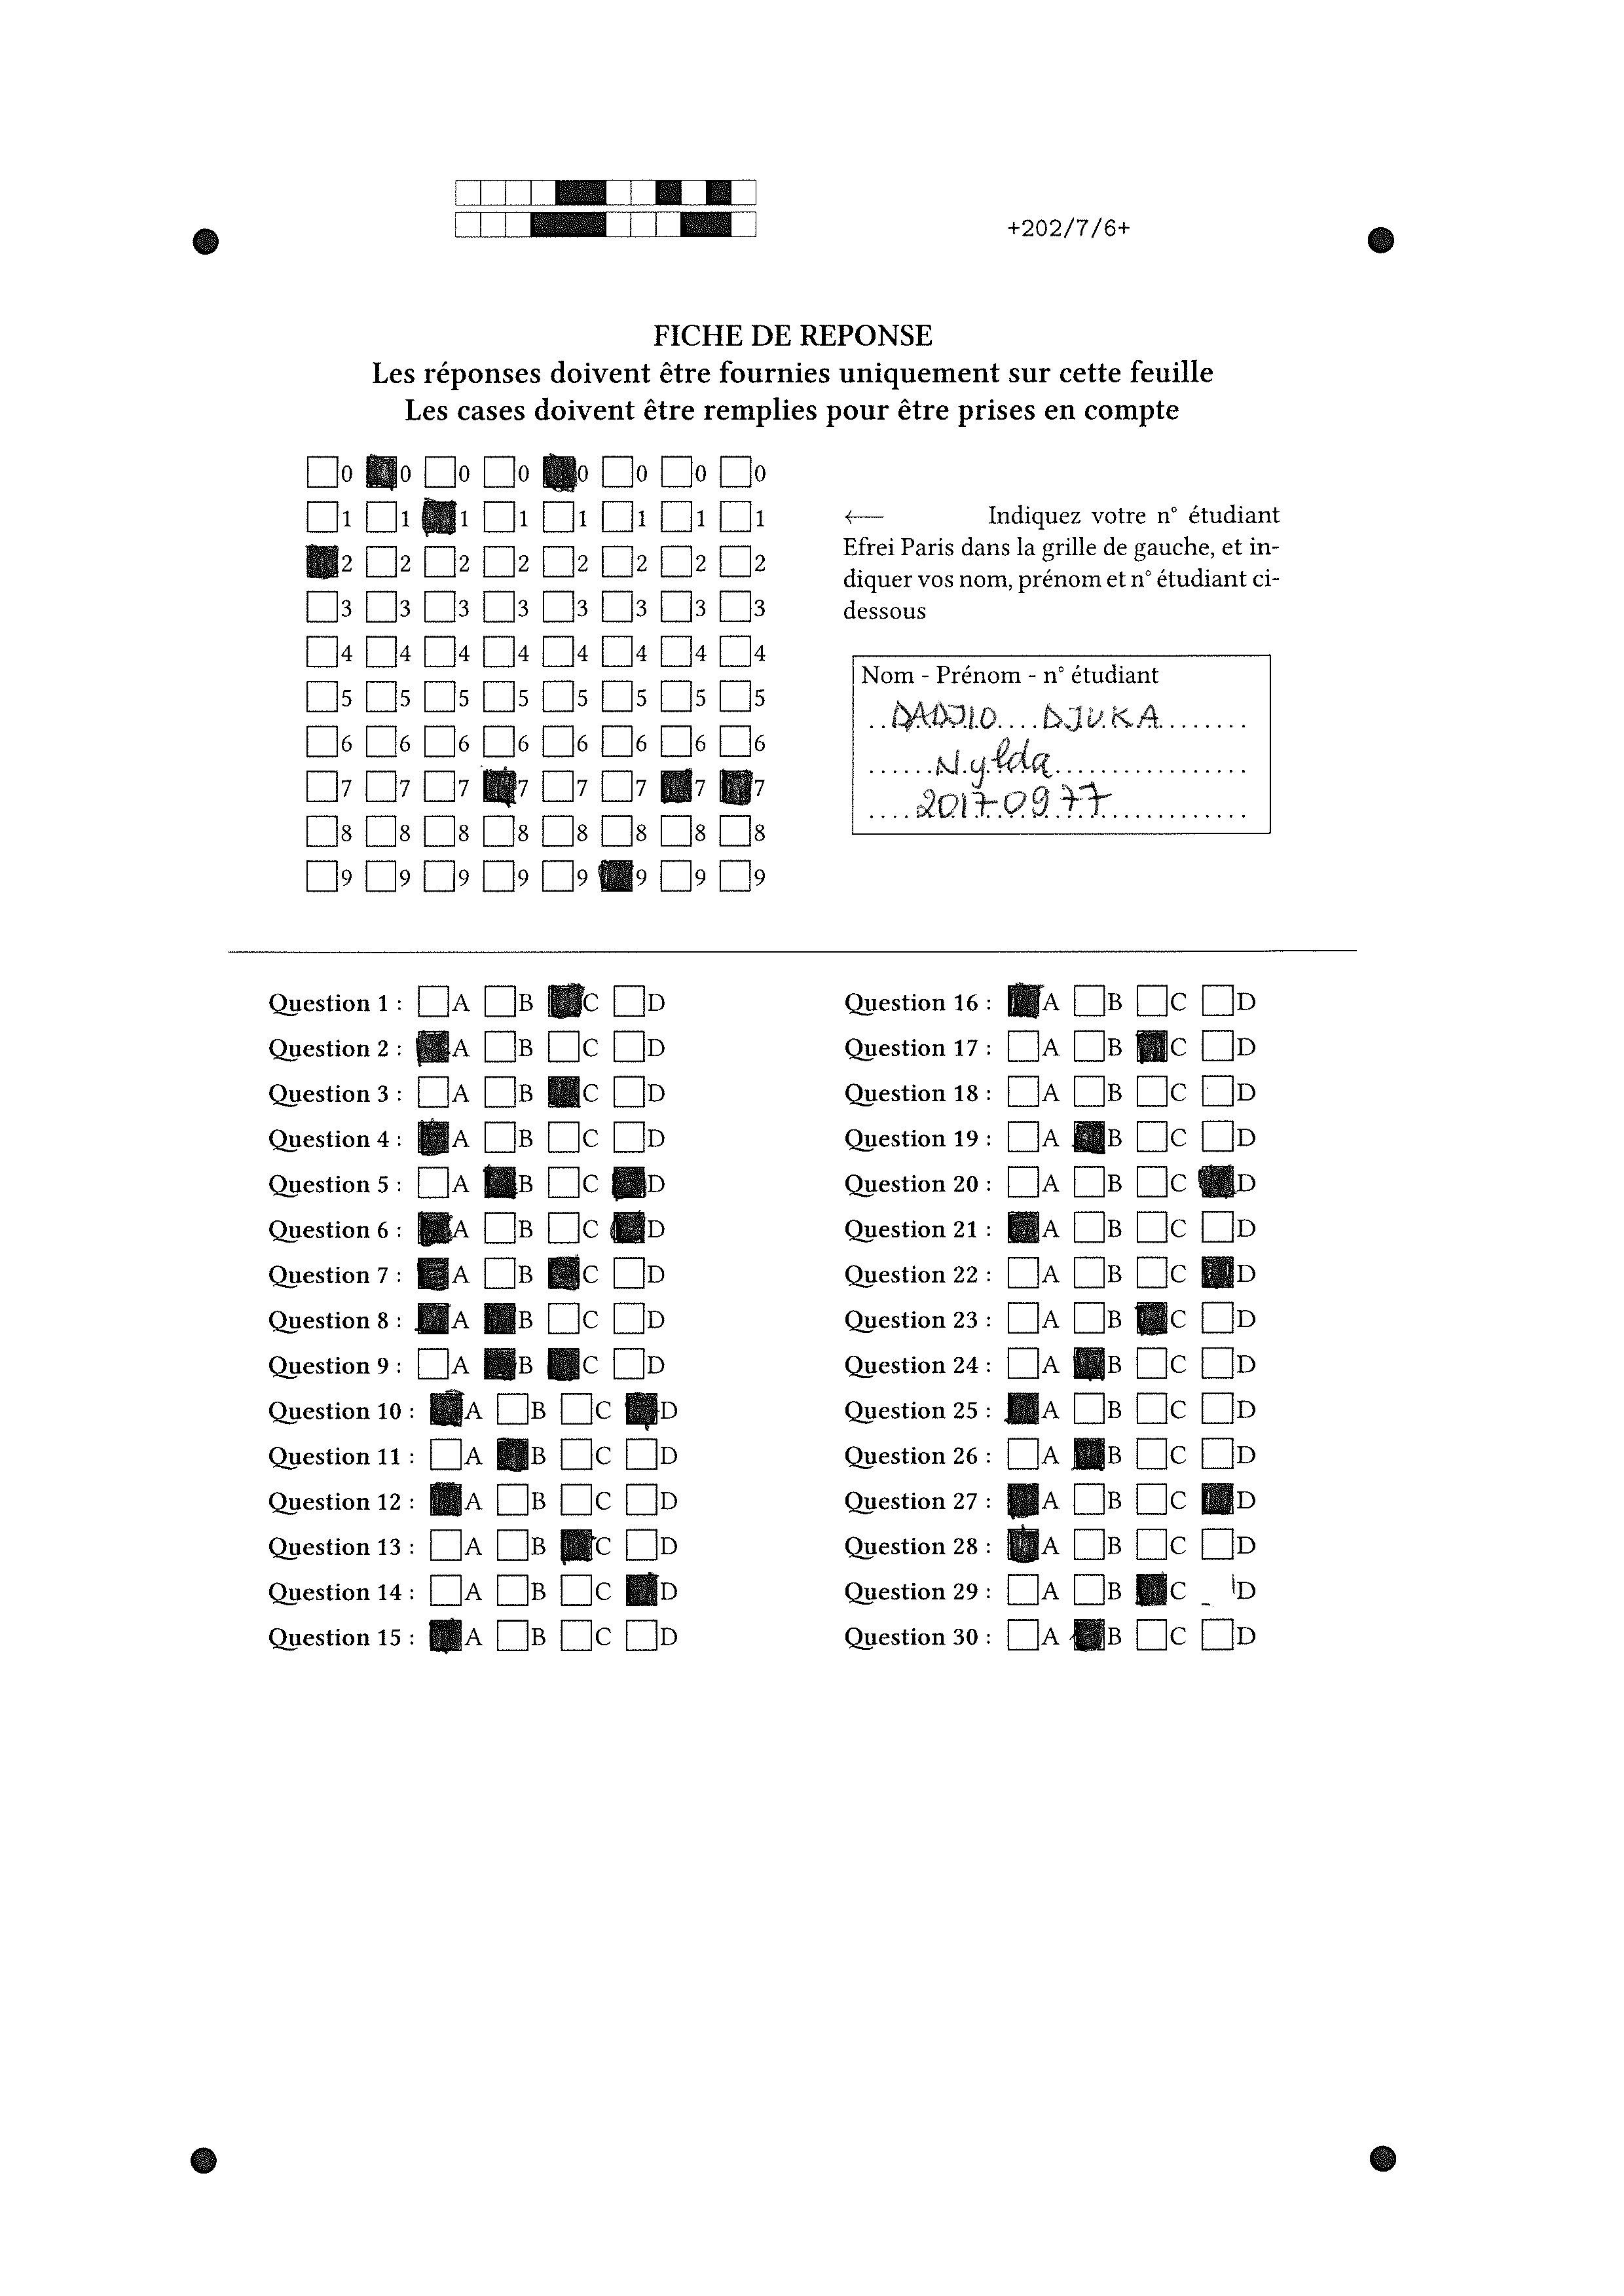 +202/7/6+
FICHE DE REPONSE
Les réponses doivent être fournies uniquement sur cette feuille
Les cases doivent être remplies pour être prises en compte
0 0 0 0 0 0 0 0
1 1 1 1 1 1 1 1
2 2 2 2 2 2 2 2
3 3 3 3 3 3 3 3
4 4 4 4 4 4 4 4
5 5 5 5 5 5 5 5
6 6 6 6 6 6 6 6
7 7 7 7 7 7 7 7
8 8 8 8 8 8 8 8
9 9 9 9 9 9 9 9
← Indiquez votre n° étudiant
Efrei Paris dans la grille de gauche, et in-
diquer vos nom, prénom et n° étudiant ci-
dessous
Nom - Prénom - n° étudiant
DADJIO DJUKA
Nylda
20170977
Question 1 : A B C D
Question 2 : A B C D
Question 3 : A B C D
Question 4 : A B C D
Question 5 : A B C D
Question 6 : A B C D
Question 7 : A B C D
Question 8 : A B C D
Question 9 : A B C D
Question 10 : A B C D
Question 11 : A B C D
Question 12 : A B C D
Question 13 : A B C D
Question 14 : A B C D
Question 15 : A B C D
Question 16 : A B C D
Question 17 : A B C D
Question 18 : A B C D
Question 19 : A B C D
Question 20 : A B C D
Question 21 : A B C D
Question 22 : A B C D
Question 23 : A B C D
Question 24 : A B C D
Question 25 : A B C D
Question 26 : A B C D
Question 27 : A B C D
Question 28 : A B C D
Question 29 : A B C D
Question 30 : A B C D